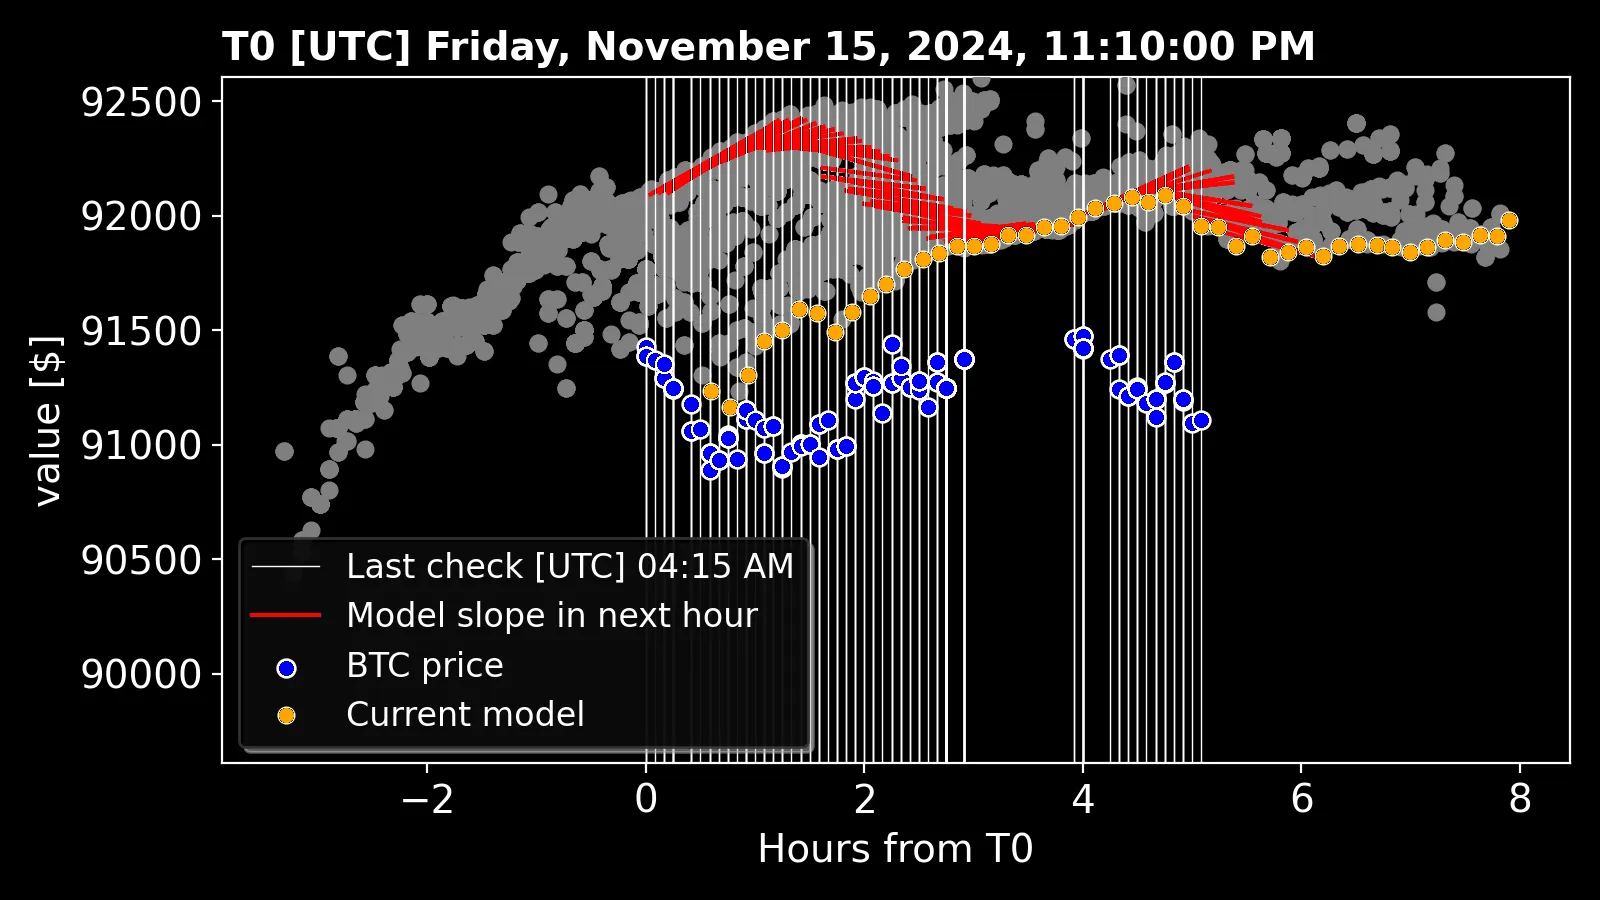 T0 [UTC] Friday, November 15, 2024, 11:10:00 PM
value [$]
92500
92000
91500
91000
90500
90000
Last check [UTC] 04:15 AM
Model slope in next hour
BTC price
Current model
−2 0 2 4 6 8
Hours from T0